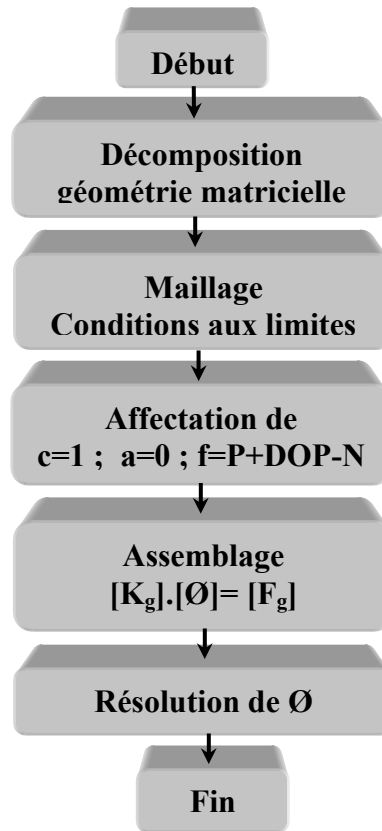 Début
Décomposition
géométrie matricielle
Maillage
Conditions aux limites
Affectation de
c=1 ; a=0 ; f=P+DOP-N
Assemblage
[Kg].[Ø]= [Fg]
Résolution de Ø
Fin